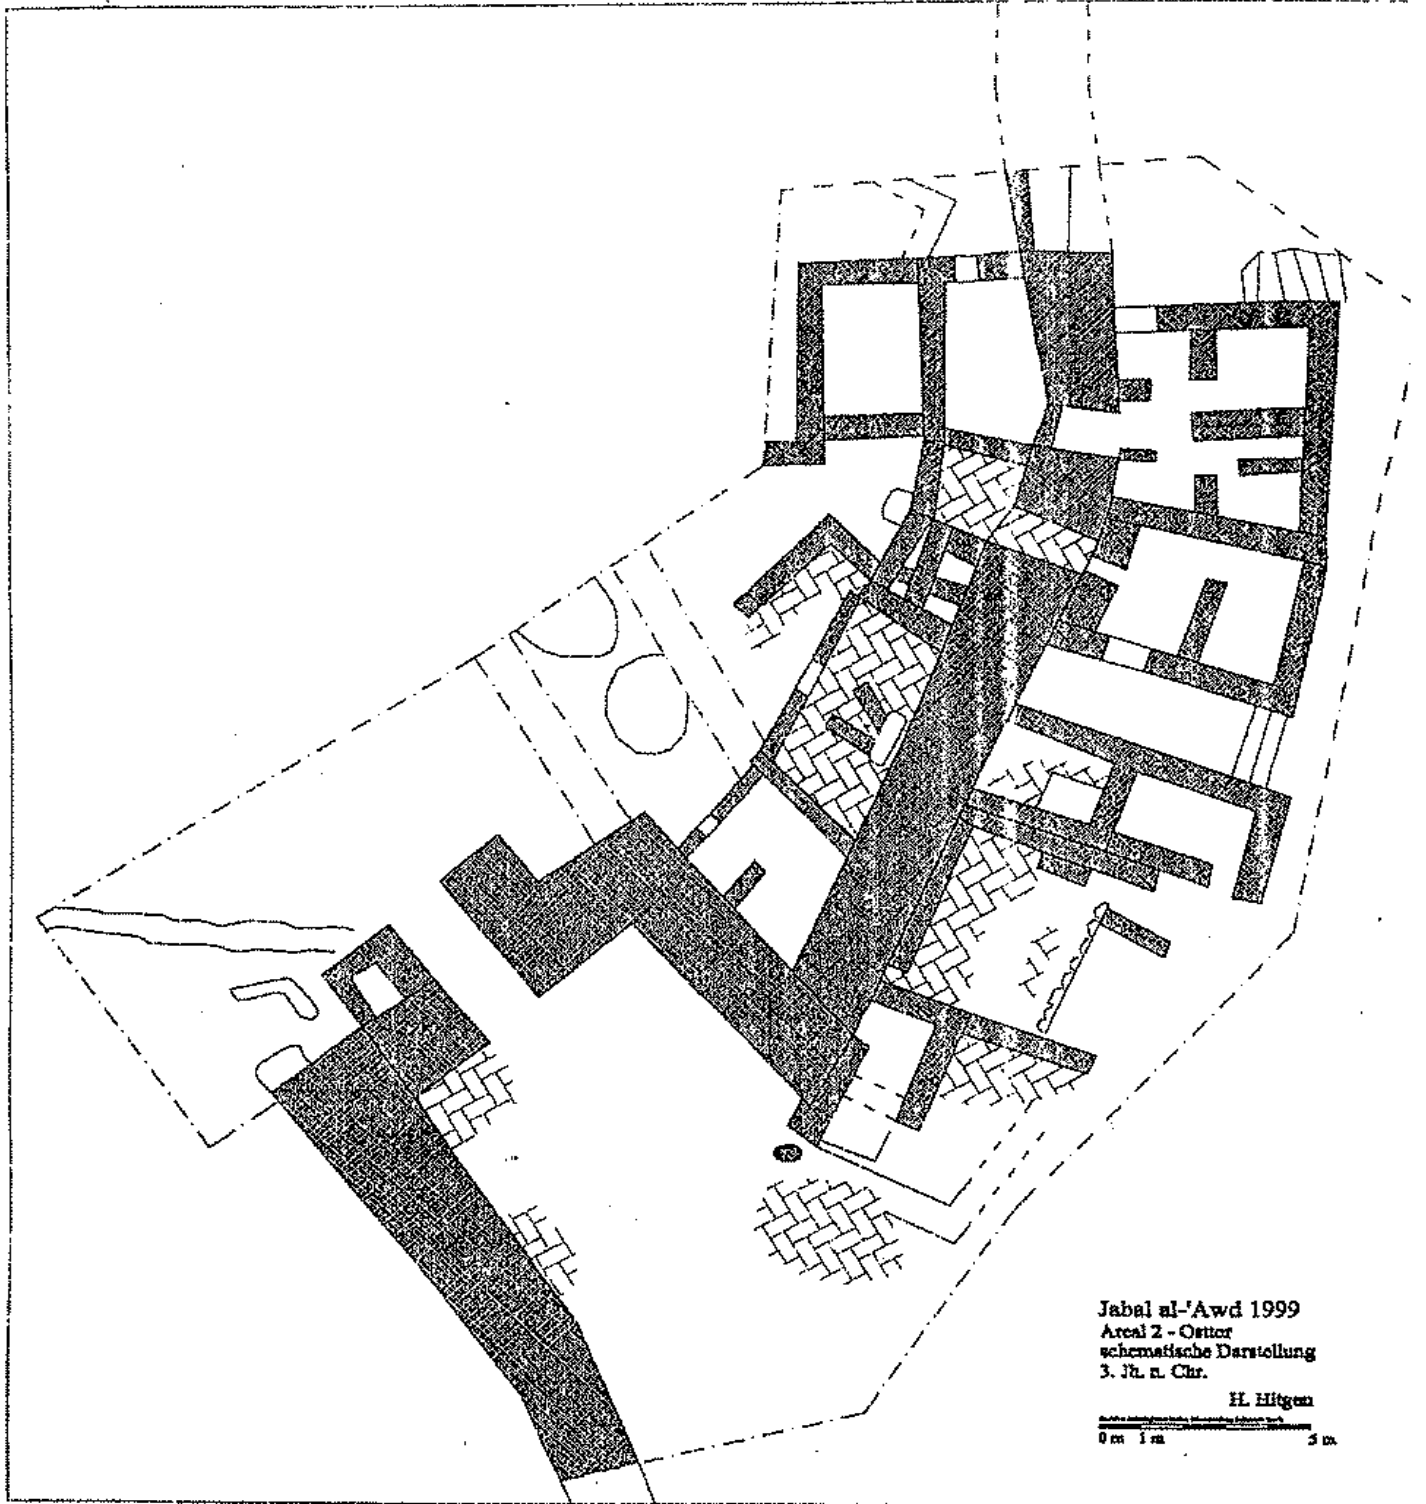 Jabal al-'Awd 1999
Areal 2 - Osttor
schematische Darstellung
3. Jh. n. Chr.
H. Hitgen
0 m 1 m 5 m